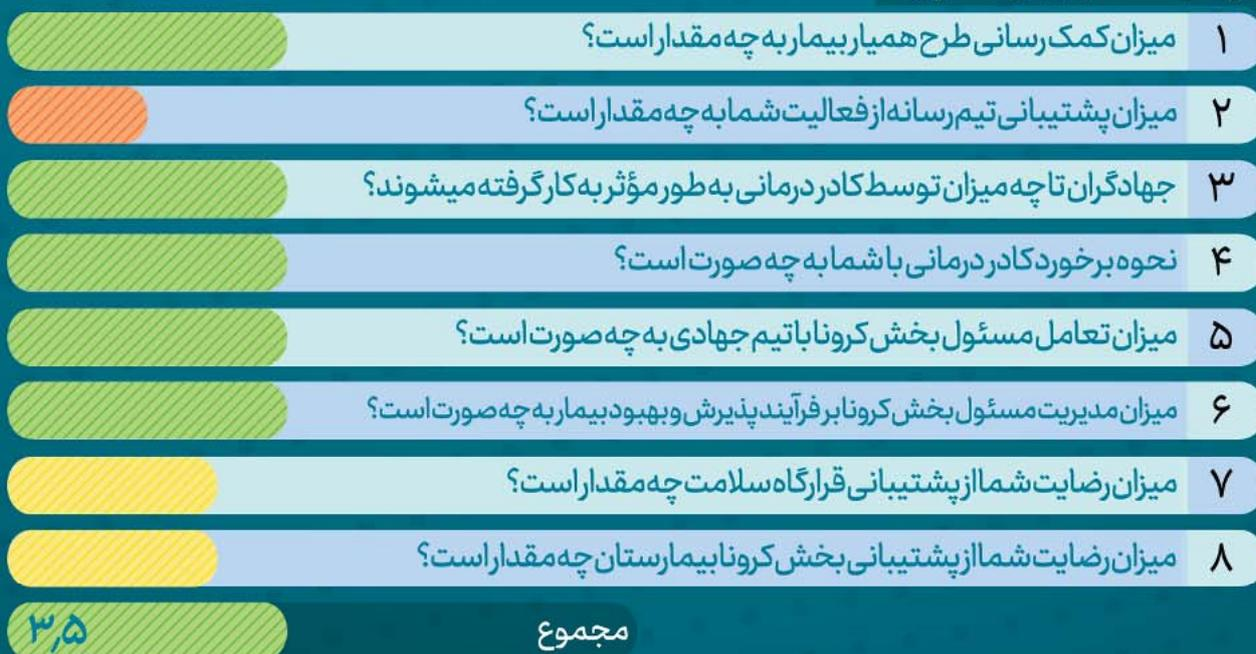 ۱ میزان کمک رسانی طرح همیار بیمار به چه مقدار است؟
۲ میزان پشتیبانی تیم رسانه از فعالیت شما به چه مقدار است؟
۳ جهادگران تا چه میزان توسط کادر درمانی به طور مؤثر به کار گرفته میشوند؟
۴ نحوه برخورد کادر درمانی با شما به چه صورت است؟
۵ میزان تعامل مسئول بخش کرونا با تیم جهادی به چه صورت است؟
۶ میزان مدیریت مسئول بخش کرونا بر فرآیند پذیرش و بهبود بیمار به چه صورت است؟
۷ میزان رضایت شما از پشتیبانی قرارگاه سلامت چه مقدار است؟
۸ میزان رضایت شما از پشتیبانی بخش کرونا بیمارستان چه مقدار است؟
مجموع ۳٫۵